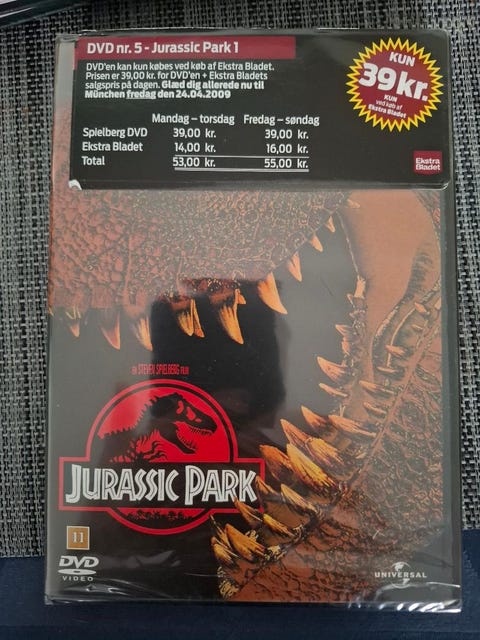 DVD nr. 5 - Jurassic Park 1
DVD'en kan kun købes ved køb af Ekstra Bladet.
Prisen er 39,00 kr. for DVD'en + Ekstra Bladets
salgspris på dagen. Glæd dig allerede nu til
München fredag den 24.04.2009
KUN
39 kr.
KUN
ved køb af
Ekstra Bladet
Mandag – torsdag Fredag – søndag
Spielberg DVD 39,00 kr. 39,00 kr.
Ekstra Bladet 14,00 kr. 16,00 kr.
Total 53,00 kr. 55,00 kr.
Ekstra
Bladet
EN STEVEN SPIELBERG FILM
JURASSIC PARK
11
DVD
VIDEO
UNIVERSAL